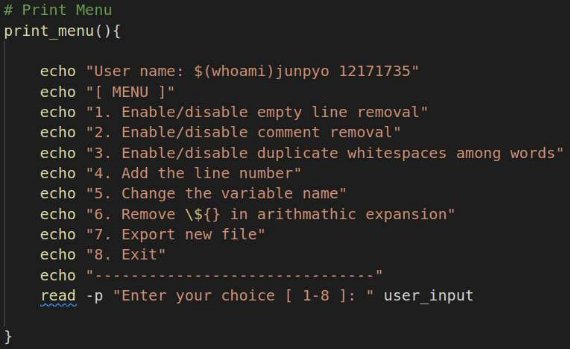 # Print Menu
print_menu(){
echo "User name: $(whoami)junpyo 12171735"
echo "[ MENU ]"
echo "1. Enable/disable empty line removal"
echo "2. Enable/disable comment removal"
echo "3. Enable/disable duplicate whitespaces among words"
echo "4. Add the line number"
echo "5. Change the variable name"
echo "6. Remove \${} in arithmathic expansion"
echo "7. Export new file"
echo "8. Exit"
echo "-------------------------------"
read -p "Enter your choice [ 1-8 ]: " user_input
}